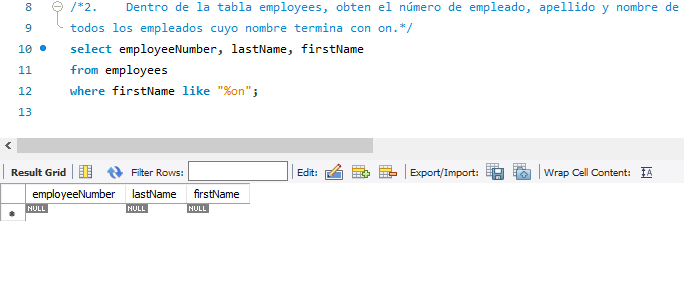 8 /*2. Dentro de la tabla employees, obten el número de empleado, apellido y nombre de
9 todos los empleados cuyo nombre termina con on.*/
10 select employeeNumber, lastName, firstName
11 from employees
12 where firstName like "%on";
13
Result Grid Filter Rows: Edit: Export/Import: Wrap Cell Content: IA
employeeNumber lastName firstName
NULL NULL NULL